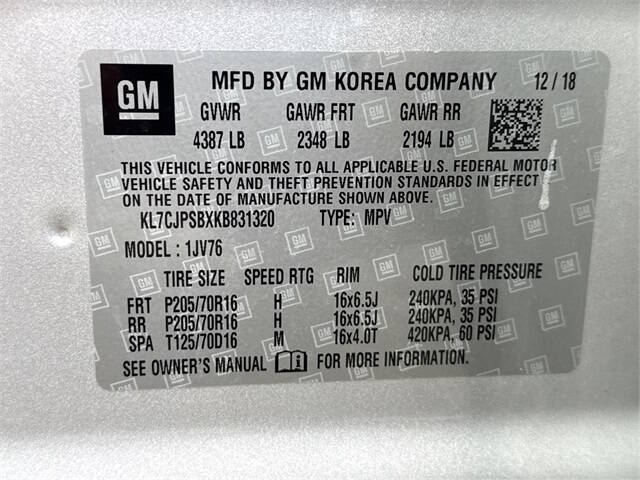 GM MFD BY GM KOREA COMPANY 12/18
GVWR GAWR FRT GAWR RR
4387 LB 2348 LB 2194 LB
THIS VEHICLE CONFORMS TO ALL APPLICABLE U.S. FEDERAL MOTOR
VEHICLE SAFETY AND THEFT PREVENTION STANDARDS IN EFFECT
ON THE DATE OF MANUFACTURE SHOWN ABOVE.
KL7CJPSBXKB831320 TYPE: MPV
MODEL : 1JV76
TIRE SIZE SPEED RTG RIM COLD TIRE PRESSURE
FRT P205/70R16 H 16x6.5J 240KPA, 35 PSI
RR P205/70R16 H 16x6.5J 240KPA, 35 PSI
SPA T125/70D16 M 16x4.0T 420KPA, 60 PSI
SEE OWNER'S MANUAL i FOR MORE INFORMATION.